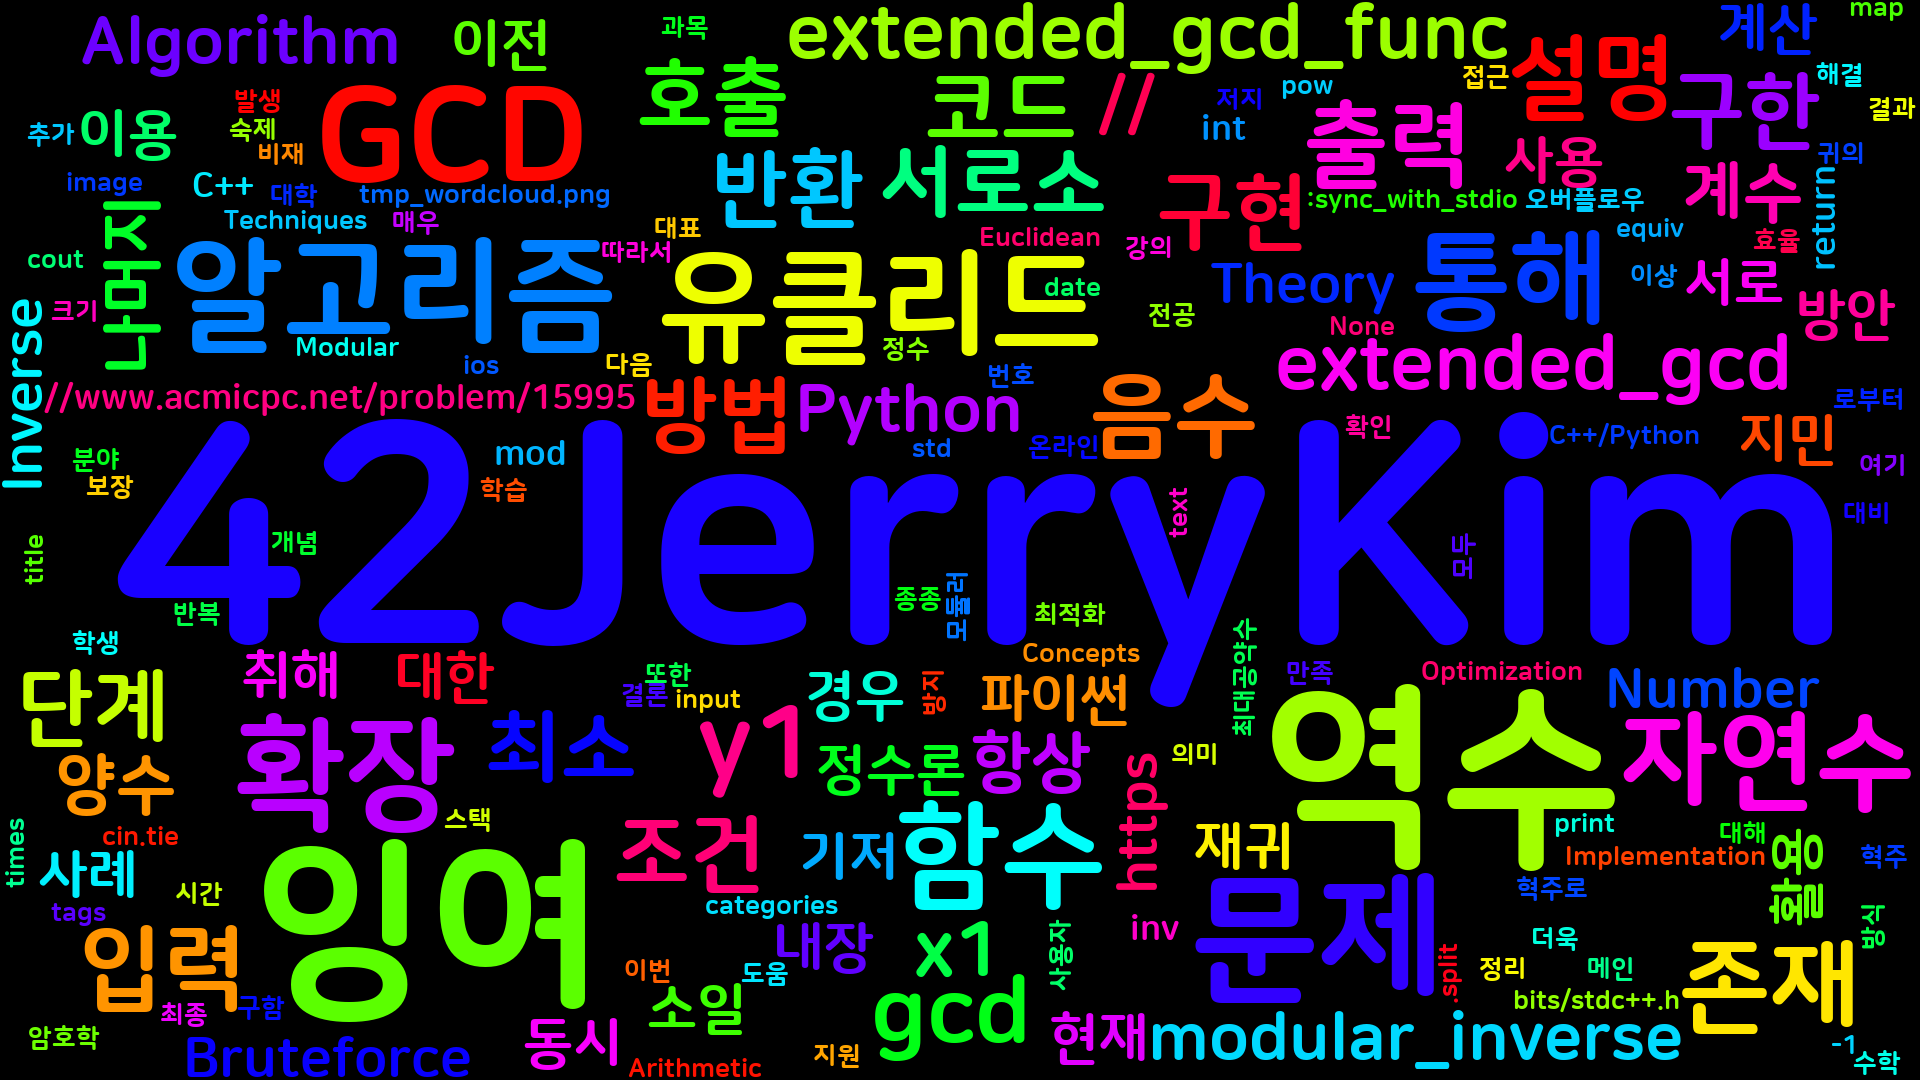 Algorithm
이전
과목
extended_gcd_func
계산
map
발생
GCD
호출
코드
//
pow
접근
설명
구한
해결
결과
추가
이용
숙제
비재
저지
int
출력
사용
귀의
image
C++
대학
tmp_wordcloud.png
반환
서로소
구현
:sync_with_stdio
오버플로우
계수
return
Techniques
매우
대표
Euclidean
강의
equiv
효율
나머지
cout
알고리즘
따라서
유클리드
date
Theory
통해
이상
서로
방안
크기
Inverse
Modular
ios
다음
정수
전공
None
//www.acmicpc.net/problem/15995
방법
Python
번호
음수
extended_gcd
로부터
확인
C++/Python
지민
분야
보장
mod
학습
std
온라인
여기
42JerryKim
text
대비
title
개념
모두
반복
종종
모듈러
최적화
학생
최대공약수
단계
취해
대한
또한
결론
input
경우
방지
Concepts
파이썬
만족
Optimization
Number
확장
최소
y1
정수론
항상
의미
역수
자연수
양수
https
스택
cin.tie
times
사례
시간
tags
잉여
조건
기저
함수
재귀
print
대해
Implementation
활용
혁주
혁주로
categories
문제
입력
내장
x1
사용자
inv
더욱
방식
이번
도움
.split
정리
메인
존재
최종
구함
소일
gcd
bits/stdc++.h
암호학
Bruteforce
동시
Arithmetic
지원
현재
modular_inverse
-1
수학